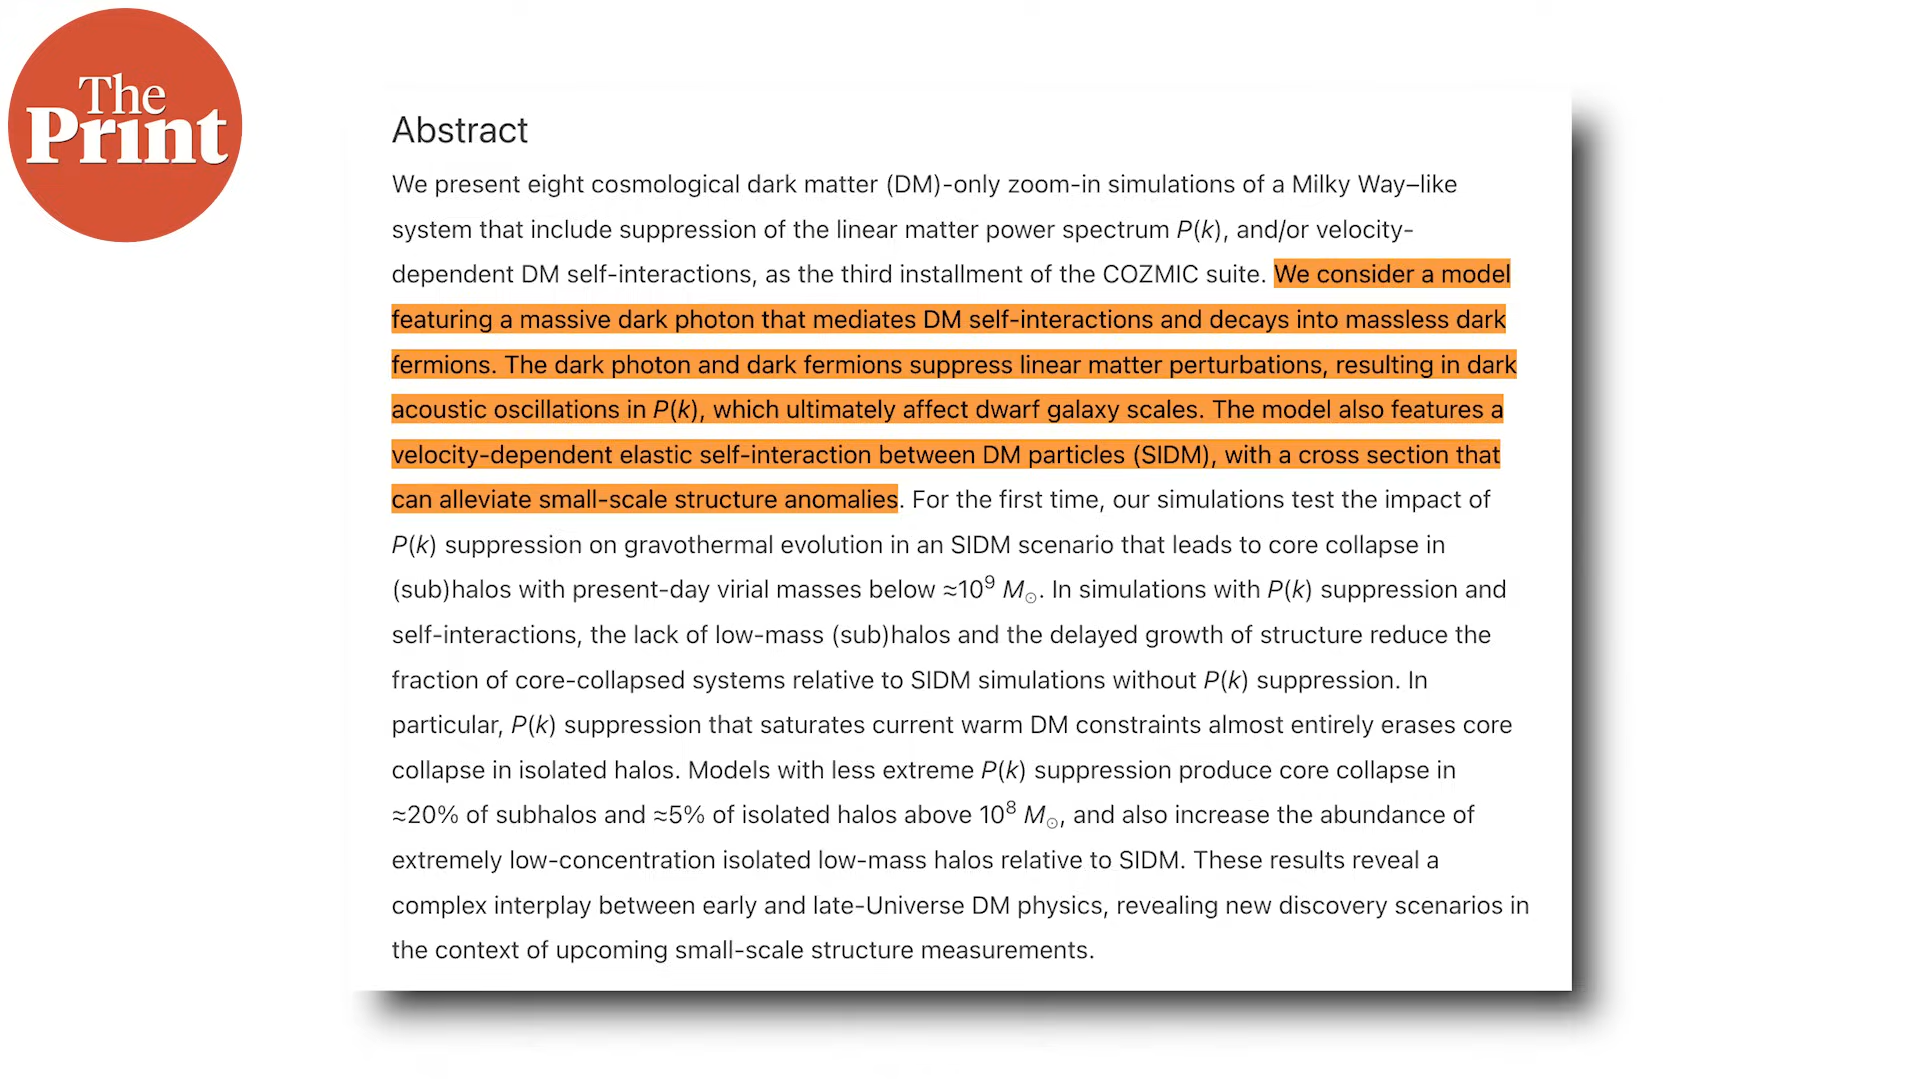 The
Print
Abstract
We present eight cosmological dark matter (DM)-only zoom-in simulations of a Milky Way–like
system that include suppression of the linear matter power spectrum P(k), and/or velocity-
dependent DM self-interactions, as the third installment of the COZMIC suite. We consider a model
featuring a massive dark photon that mediates DM self-interactions and decays into massless dark
fermions. The dark photon and dark fermions suppress linear matter perturbations, resulting in dark
acoustic oscillations in P(k), which ultimately affect dwarf galaxy scales. The model also features a
velocity-dependent elastic self-interaction between DM particles (SIDM), with a cross section that
can alleviate small-scale structure anomalies. For the first time, our simulations test the impact of
P(k) suppression on gravothermal evolution in an SIDM scenario that leads to core collapse in
(sub)halos with present-day virial masses below ≈10⁹ M☉. In simulations with P(k) suppression and
self-interactions, the lack of low-mass (sub)halos and the delayed growth of structure reduce the
fraction of core-collapsed systems relative to SIDM simulations without P(k) suppression. In
particular, P(k) suppression that saturates current warm DM constraints almost entirely erases core
collapse in isolated halos. Models with less extreme P(k) suppression produce core collapse in
≈20% of subhalos and ≈5% of isolated halos above 10⁸ M☉, and also increase the abundance of
extremely low-concentration isolated low-mass halos relative to SIDM. These results reveal a
complex interplay between early and late-Universe DM physics, revealing new discovery scenarios in
the context of upcoming small-scale structure measurements.